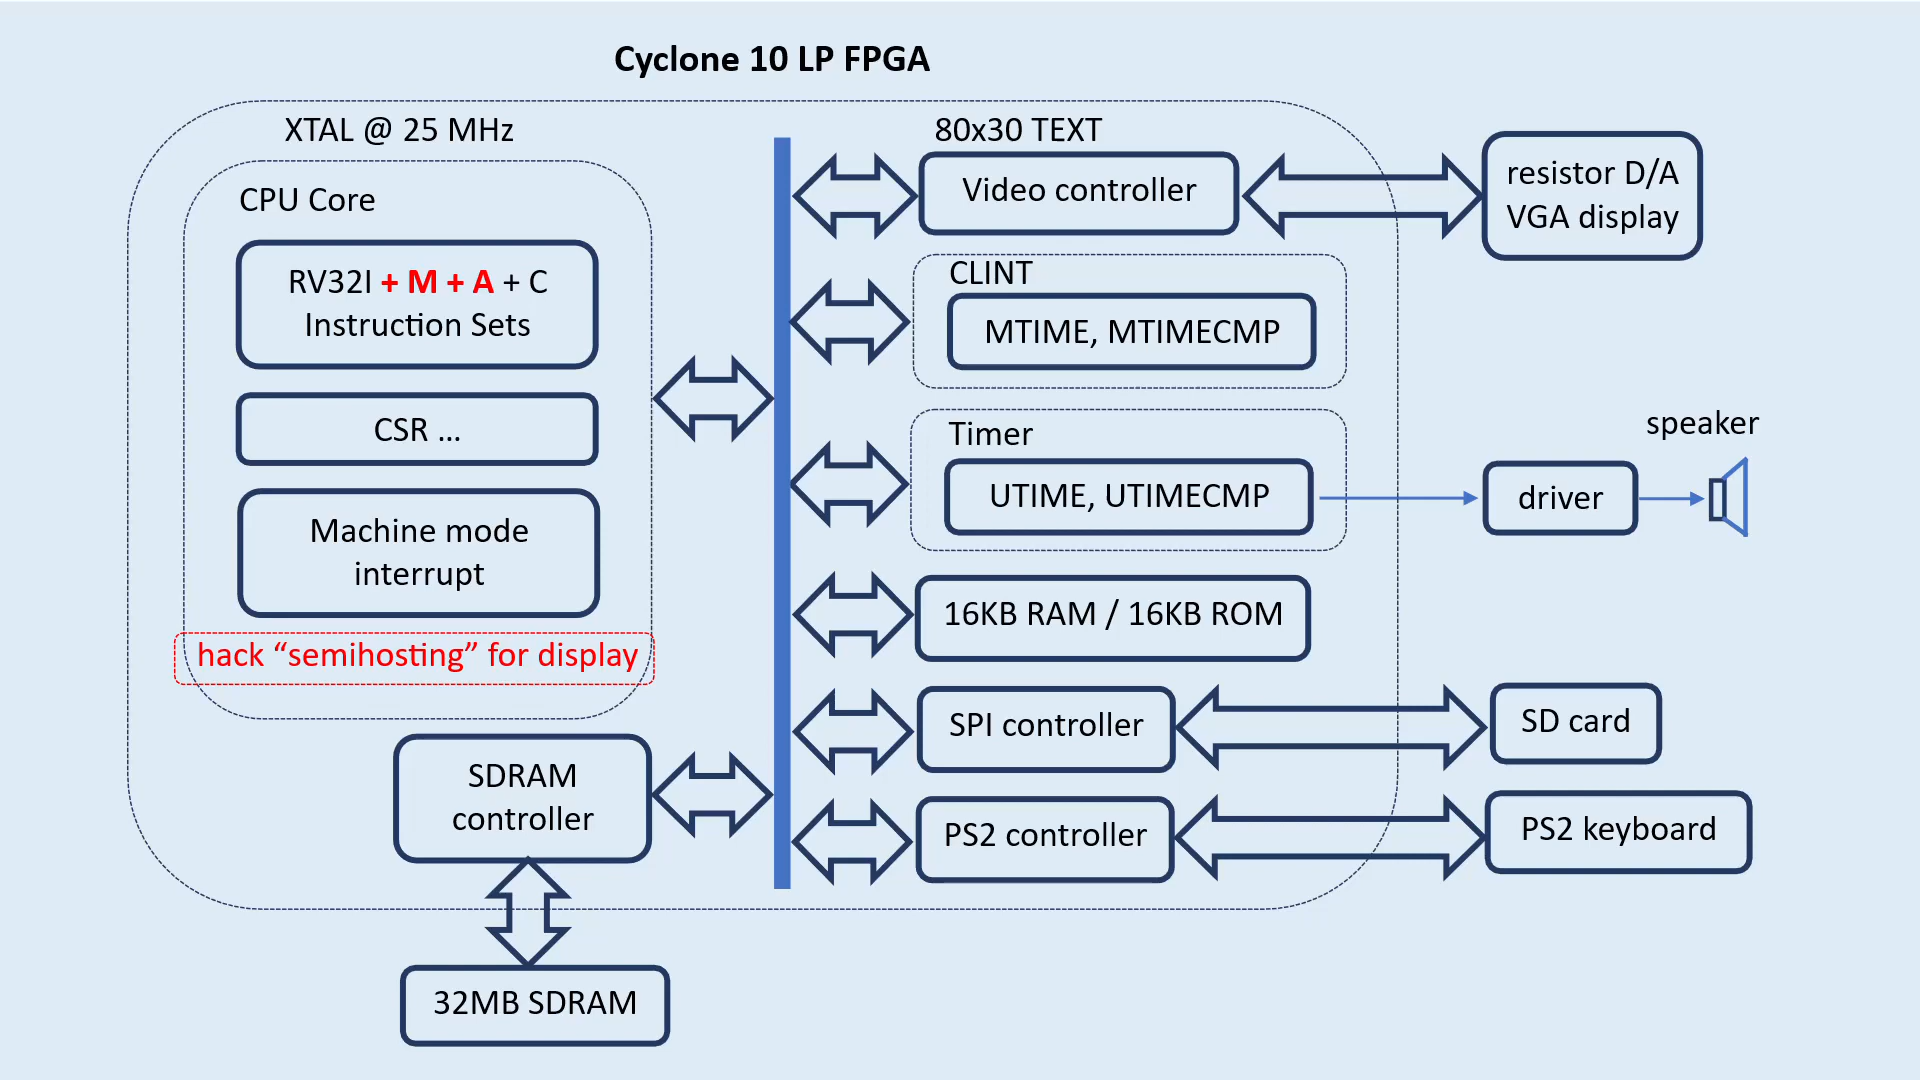 Cyclone 10 LP FPGA
XTAL @ 25 MHz
CPU Core
RV32I + M + A + C
Instruction Sets
CSR ...
Machine mode
interrupt
hack “semihosting” for display
SDRAM
controller
32MB SDRAM
80x30 TEXT
Video controller
resistor D/A
VGA display
CLINT
MTIME, MTIMECMP
Timer
UTIME, UTIMECMP
driver
speaker
16KB RAM / 16KB ROM
SPI controller
SD card
PS2 controller
PS2 keyboard